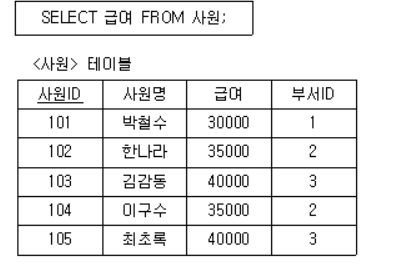 SELECT 급여 FROM 사원;
<사원> 테이블
사원ID 사원명 급여 부서ID
101 박철수 30000 1
102 한나라 35000 2
103 김감동 40000 3
104 이구수 35000 2
105 최초록 40000 3